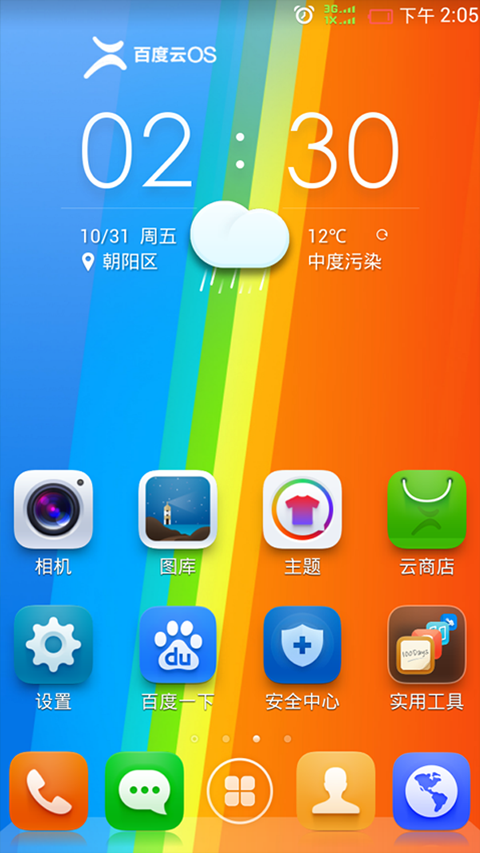 3G
1X
下午 2:05
百度云OS
02:30
10/31 周五
12℃
朝阳区
中度污染
相机 图库 主题 云商店
du
100Days
设置 百度一下 安全中心 实用工具